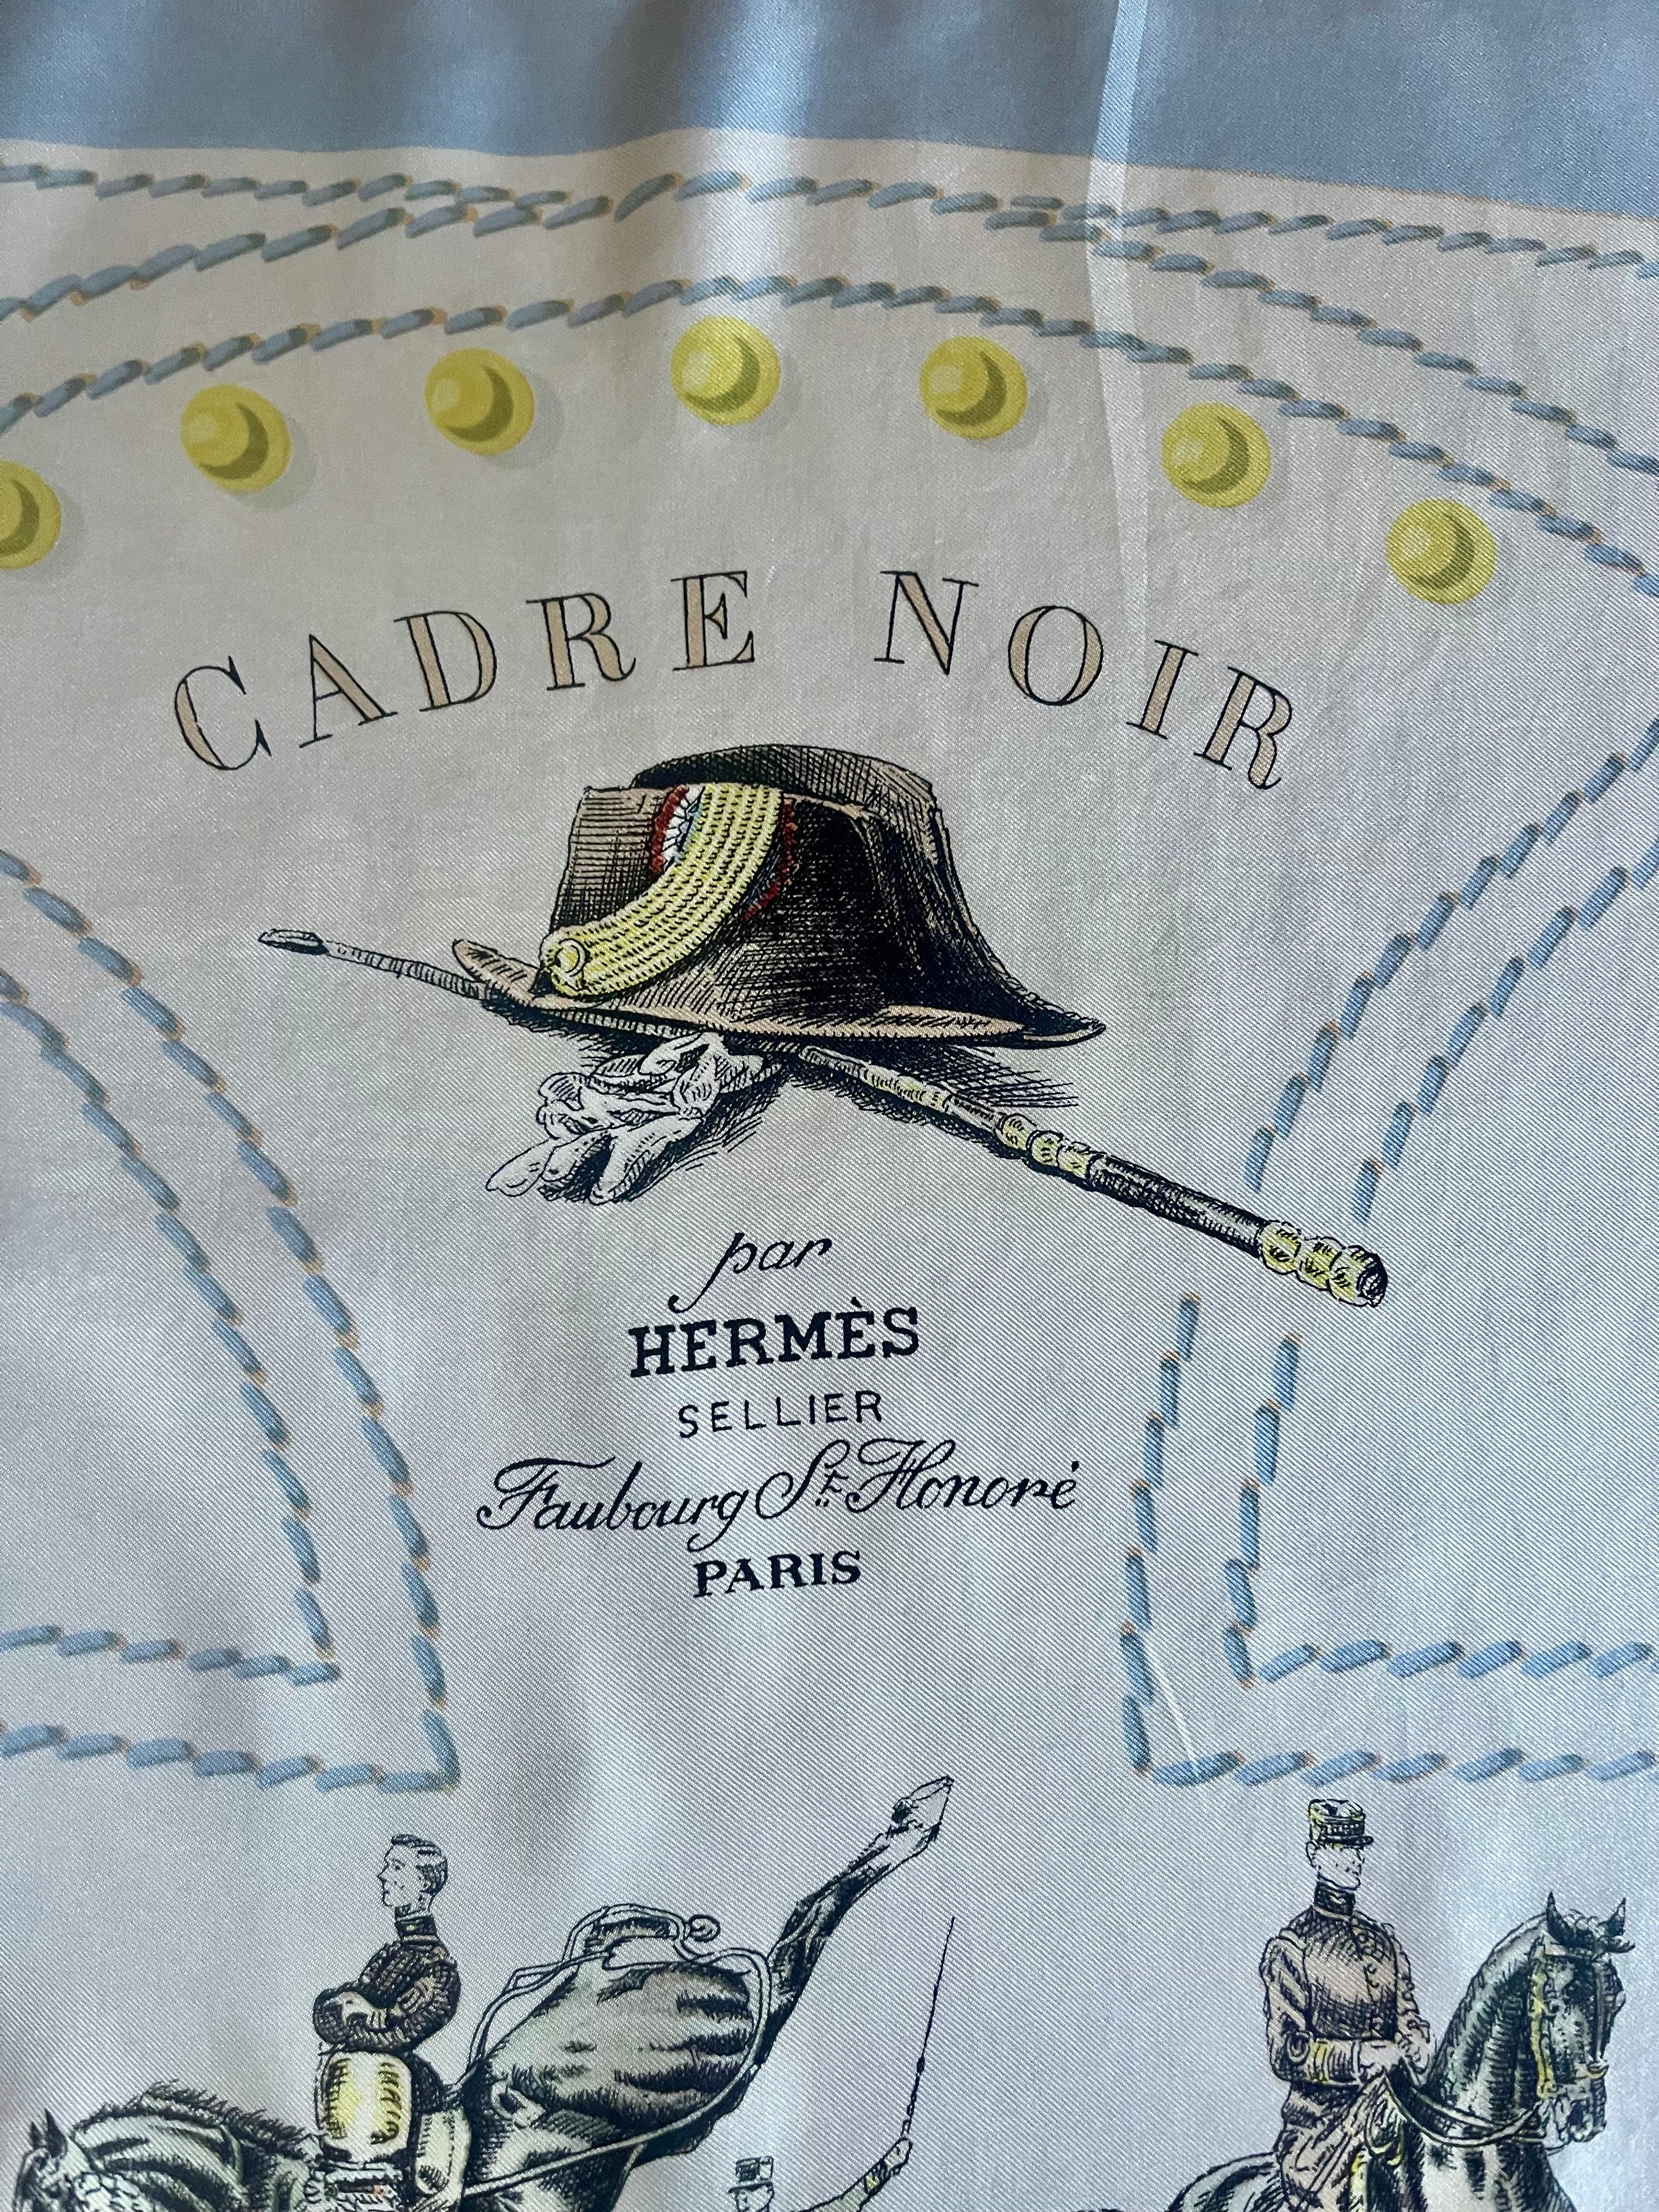 CADRE NOIR
par
HERMÈS
SELLIER
Faubourg St Honoré
PARIS